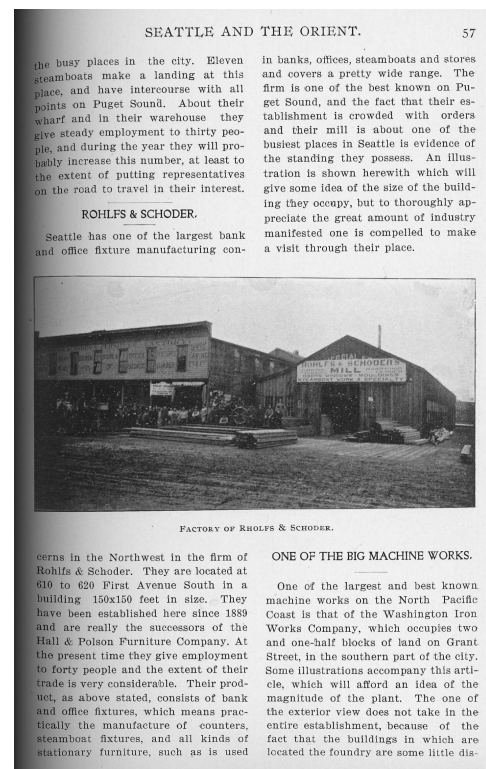 SEATTLE AND THE ORIENT.
57
the busy places in the city. Eleven
steamboats make a landing at this
place, and have intercourse with all
points on Puget Sound. About their
wharf and in their warehouse they
give steady employment to thirty peo-
ple, and during the year they will pro-
bably increase this number, at least to
the extent of putting representatives
on the road to travel in their interest.
ROHLFS & SCHODER.
Seattle has one of the largest bank
and office fixture manufacturing con-
in banks, offices, steamboats and stores
and covers a pretty wide range. The
firm is one of the best known on Pu-
get Sound, and the fact that their es-
tablishment is crowded with orders
and their mill is about one of the
busiest places in Seattle is evidence of
the standing they possess. An illus-
tration is shown herewith which will
give some idea of the size of the build-
ing they occupy, but to thoroughly ap-
preciate the great amount of industry
manifested one is compelled to make
a visit through their place.
ROHLFS & SCHODERS
MILL
STEAMBOAT WORK A SPECIALTY
FACTORY OF RHOLFS & SCHODER.
cerns in the Northwest in the firm of
Rohlfs & Schoder. They are located at
610 to 620 First Avenue South in a
building 150x150 feet in size. They
have been established here since 1889
and are really the successors of the
Hall & Polson Furniture Company. At
the present time they give employment
to forty people and the extent of their
trade is very considerable. Their prod-
uct, as above stated, consists of bank
and office fixtures, which means prac-
tically the manufacture of counters,
steamboat fixtures, and all kinds of
stationary furniture, such as is used
ONE OF THE BIG MACHINE WORKS.
One of the largest and best known
machine works on the North Pacific
Coast is that of the Washington Iron
Works Company, which occupies two
and one-half blocks of land on Grant
Street, in the southern part of the city.
Some illustrations accompany this arti-
cle, which will afford an idea of the
magnitude of the plant. The one of
the exterior view does not take in the
entire establishment, because of the
fact that the buildings in which are
located the foundry are some little dis-